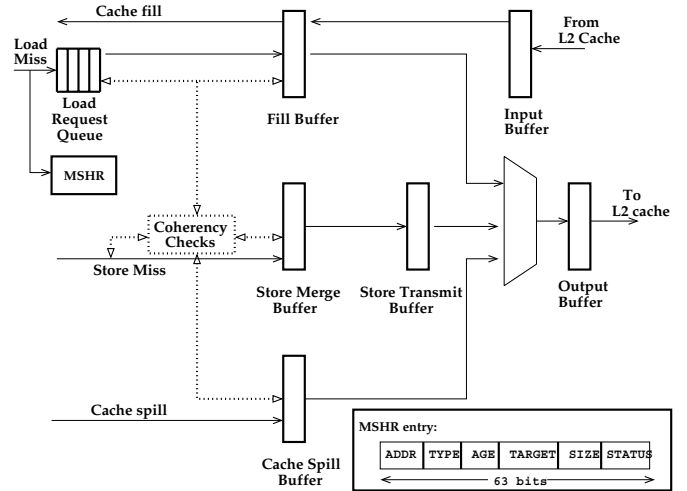 Cache fill
From
L2 Cache
Load
Miss
Load
Request
Queue
Fill Buffer
Input
Buffer
MSHR
To
L2 cache
Coherency
Checks
Store Miss
Store Merge
Buffer
Store Transmit
Buffer
Output
Buffer
Cache spill
Cache Spill
Buffer
MSHR entry:
ADDR TYPE AGE TARGET SIZE STATUS
63 bits